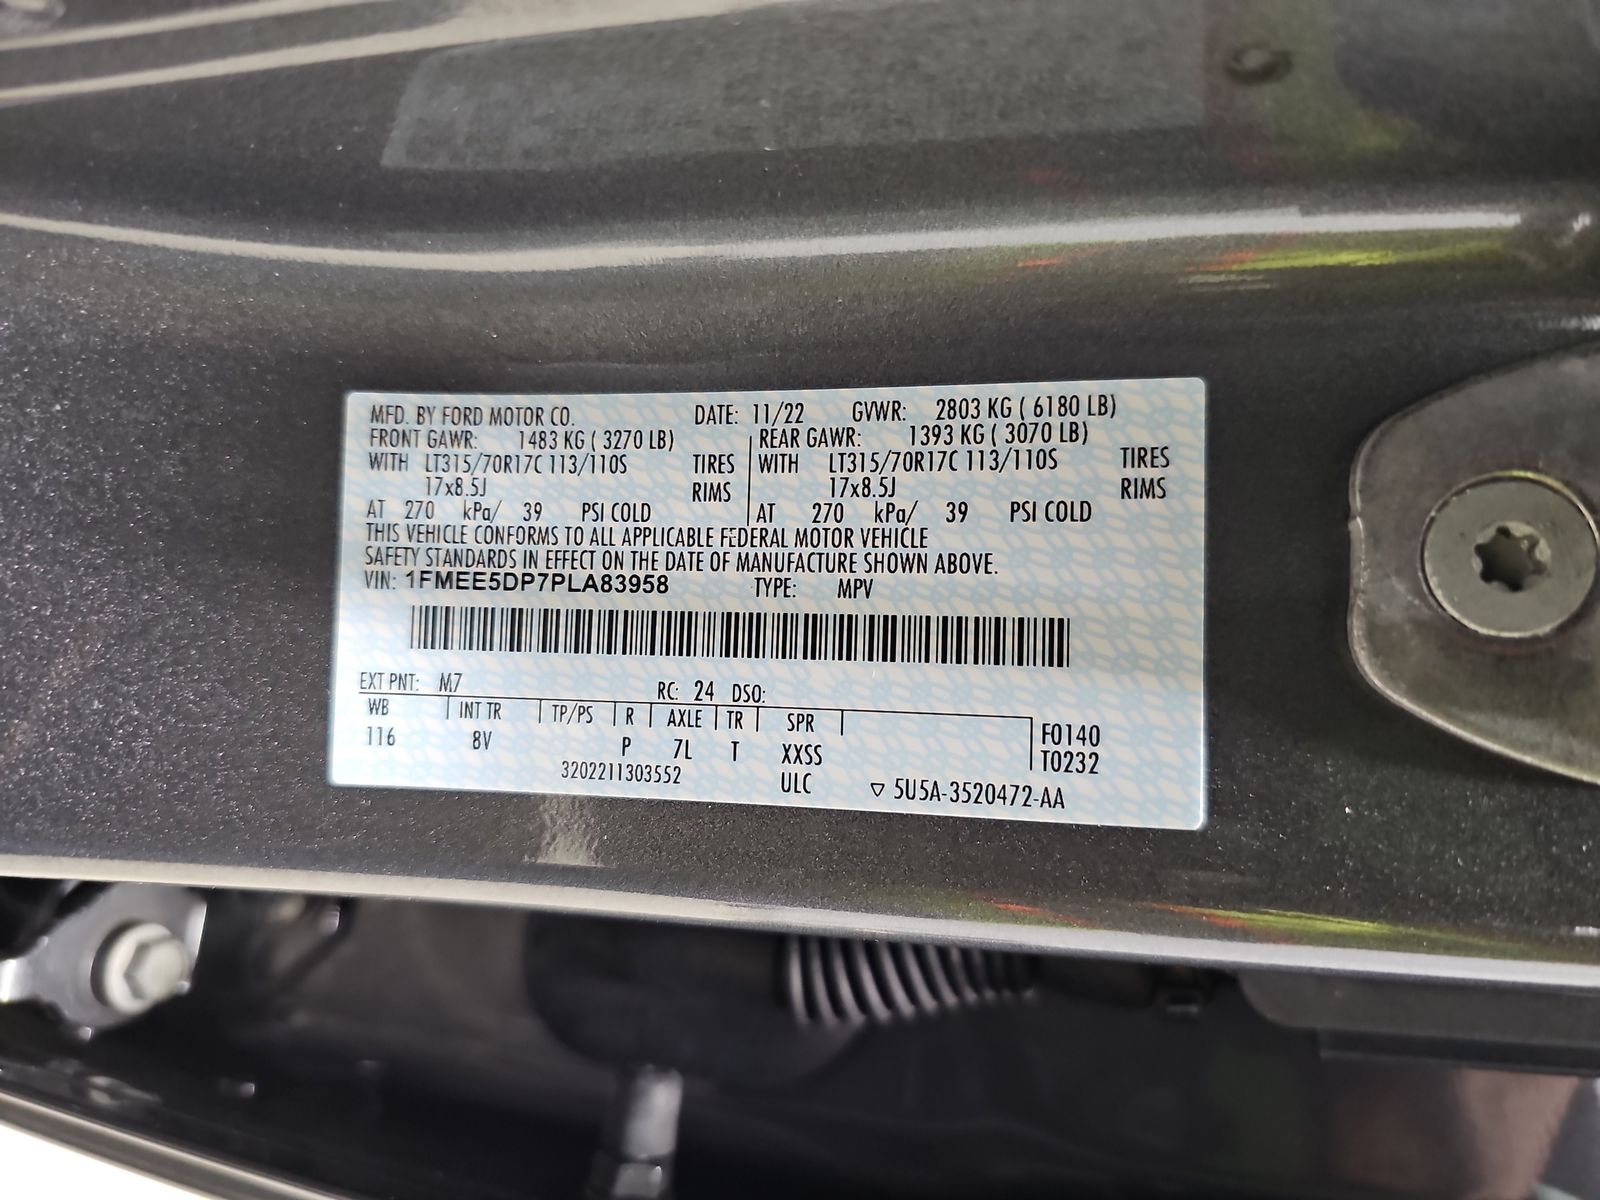 MFD. BY FORD MOTOR CO. DATE: 11/22 GVWR: 2803 KG ( 6180 LB)
FRONT GAWR: 1483 KG ( 3270 LB) REAR GAWR: 1393 KG ( 3070 LB)
WITH LT315/70R17C 113/110S TIRES WITH LT315/70R17C 113/110S TIRES
17x8.5J RIMS 17x8.5J RIMS
AT 270 kPa/ 39 PSI COLD AT 270 kPa/ 39 PSI COLD
THIS VEHICLE CONFORMS TO ALL APPLICABLE FEDERAL MOTOR VEHICLE
SAFETY STANDARDS IN EFFECT ON THE DATE OF MANUFACTURE SHOWN ABOVE.
VIN: 1FMEE5DP7PLA83958 TYPE: MPV
EXT PNT: M7 RC: 24 DSO:
WB INT TR TP/PS R AXLE TR SPR F0140
116 8V P 7L T XXSS T0232
3202211303552 ULC ▽ 5U5A-3520472-AA